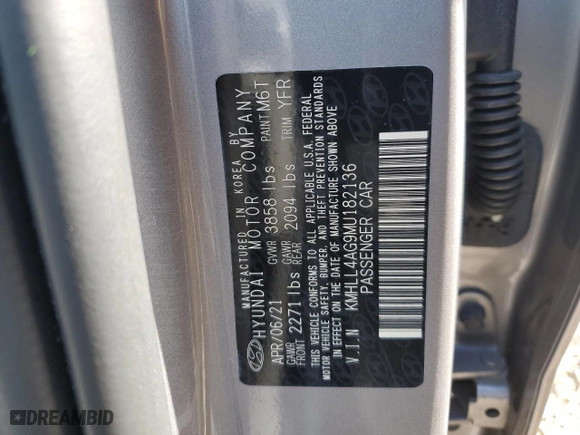 MANUFACTURED IN KOREA BY
HYUNDAI MOTOR COMPANY
APR/06/21 GVWR 3858 lbs PAINT M6T
GAWR FRONT 2271 lbs GAWR REAR 2094 lbs TRIM YFR
THIS VEHICLE CONFORMS TO ALL APPLICABLE U.S.A. FEDERAL
MOTOR VEHICLE SAFETY, BUMPER, AND THEFT PREVENTION STANDARDS
IN EFFECT ON THE DATE OF MANUFACTURE SHOWN ABOVE
V.I.N KMHLL4AG9MU182136
PASSENGER CAR
DREAMBID